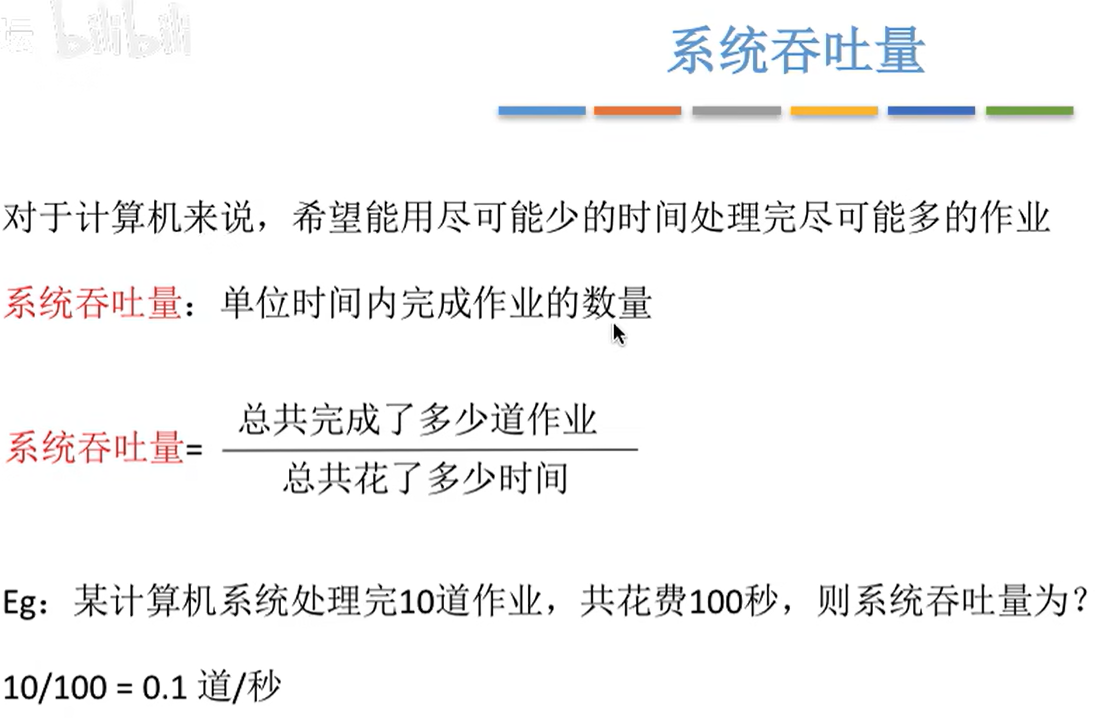 坛 bilibili
系统吞吐量
对于计算机来说，希望能用尽可能少的时间处理完尽可能多的作业
系统吞吐量：单位时间内完成作业的数量
系统吞吐量=
总共完成了多少道作业
总共花了多少时间
Eg：某计算机系统处理完10道作业，共花费100秒，则系统吞吐量为？
10/100 = 0.1 道/秒